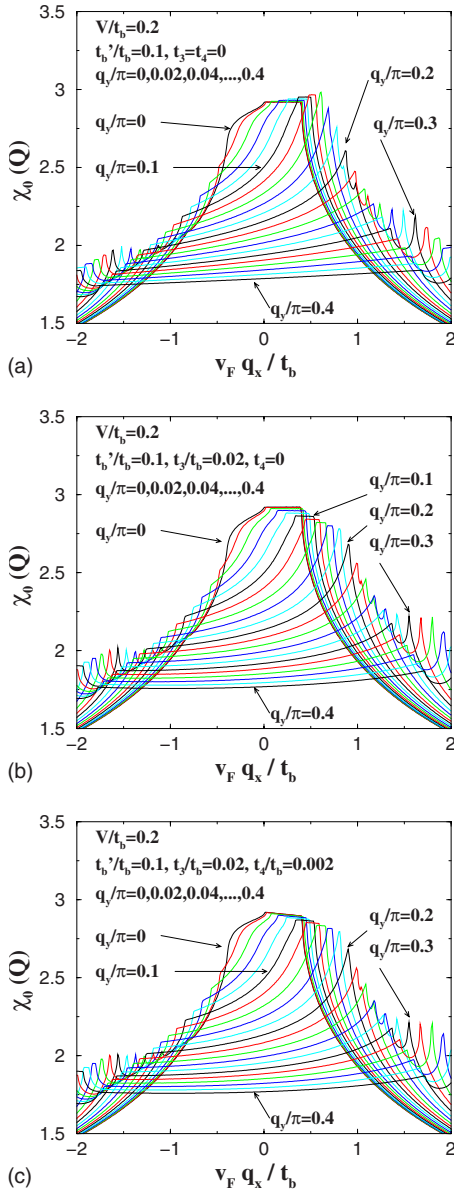 3.5
V/t_b=0.2
t_b'/t_b=0.1, t_3=t_4=0
q_y/π=0,0.02,0.04,...,0.4
3
q_y/π=0
q_y/π=0.2
q_y/π=0.3
2.5
q_y/π=0.1
χ_0 (Q)
2
q_y/π=0.4
1.5
-2 -1 0 1 2
(a)
v_F q_x / t_b
3.5
V/t_b=0.2
t_b'/t_b=0.1, t_3/t_b=0.02, t_4=0
q_y/π=0,0.02,0.04,...,0.4
q_y/π=0.1
3
q_y/π=0
q_y/π=0.2
q_y/π=0.3
2.5
χ_0 (Q)
2
q_y/π=0.4
1.5
-2 -1 0 1 2
(b)
v_F q_x / t_b
3.5
V/t_b=0.2
t_b'/t_b=0.1, t_3/t_b=0.02, t_4/t_b=0.002
q_y/π=0,0.02,0.04,...,0.4
3
q_y/π=0
q_y/π=0.2
q_y/π=0.1
q_y/π=0.3
2.5
χ_0 (Q)
2
q_y/π=0.4
1.5
-2 -1 0 1 2
(c)
v_F q_x / t_b